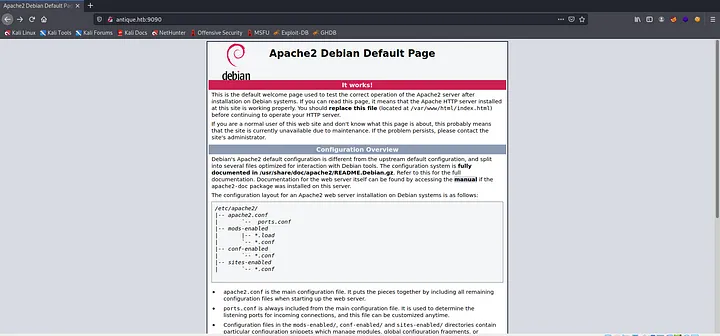 Apache2 Debian Default Pag
antique.htb:9090
Kali Linux Kali Tools Kali Forums Kali Docs NetHunter Offensive Security MSFU Exploit-DB GHDB
debian
Apache2 Debian Default Page
It works!
This is the default welcome page used to test the correct operation of the Apache2 server after
installation on Debian systems. If you can read this page, it means that the Apache HTTP server installed
at this site is working properly. You should replace this file (located at /var/www/html/index.html)
before continuing to operate your HTTP server.
If you are a normal user of this web site and don't know what this page is about, this probably means
that the site is currently unavailable due to maintenance. If the problem persists, please contact the
site's administrator.
Configuration Overview
Debian's Apache2 default configuration is different from the upstream default configuration, and split
into several files optimized for interaction with Debian tools. The configuration system is fully
documented in /usr/share/doc/apache2/README.Debian.gz. Refer to this for the full
documentation. Documentation for the web server itself can be found by accessing the manual if the
apache2-doc package was installed on this server.
The configuration layout for an Apache2 web server installation on Debian systems is as follows:
/etc/apache2/
|-- apache2.conf
|       `--  ports.conf
|-- mods-enabled
|       |-- *.load
|       `-- *.conf
|-- conf-enabled
|       `-- *.conf
|-- sites-enabled
|       `-- *.conf
• apache2.conf is the main configuration file. It puts the pieces together by including all remaining
configuration files when starting up the web server.
• ports.conf is always included from the main configuration file. It is used to determine the
listening ports for incoming connections, and this file can be customized anytime.
• Configuration files in the mods-enabled/, conf-enabled/ and sites-enabled/ directories contain
particular configuration snippets which manage modules, global configuration fragments, or